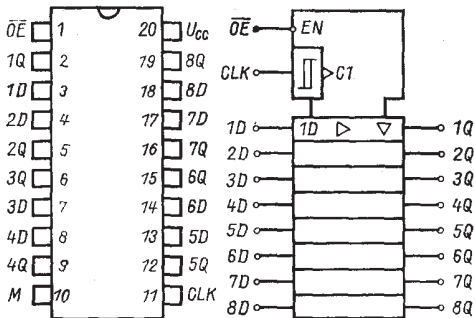 O̅E̅ 1 20 Ucc
1Q 2 19 8Q
1D 3 18 8D
2D 4 17 7D
2Q 5 16 7Q
3Q 6 15 6Q
3D 7 14 6D
4D 8 13 5D
4Q 9 12 5Q
M 10 11 CLK
O̅E̅ EN
CLK C1
1D 1D 1Q
2D 2Q
3D 3Q
4D 4Q
5D 5Q
6D 6Q
7D 7Q
8D 8Q